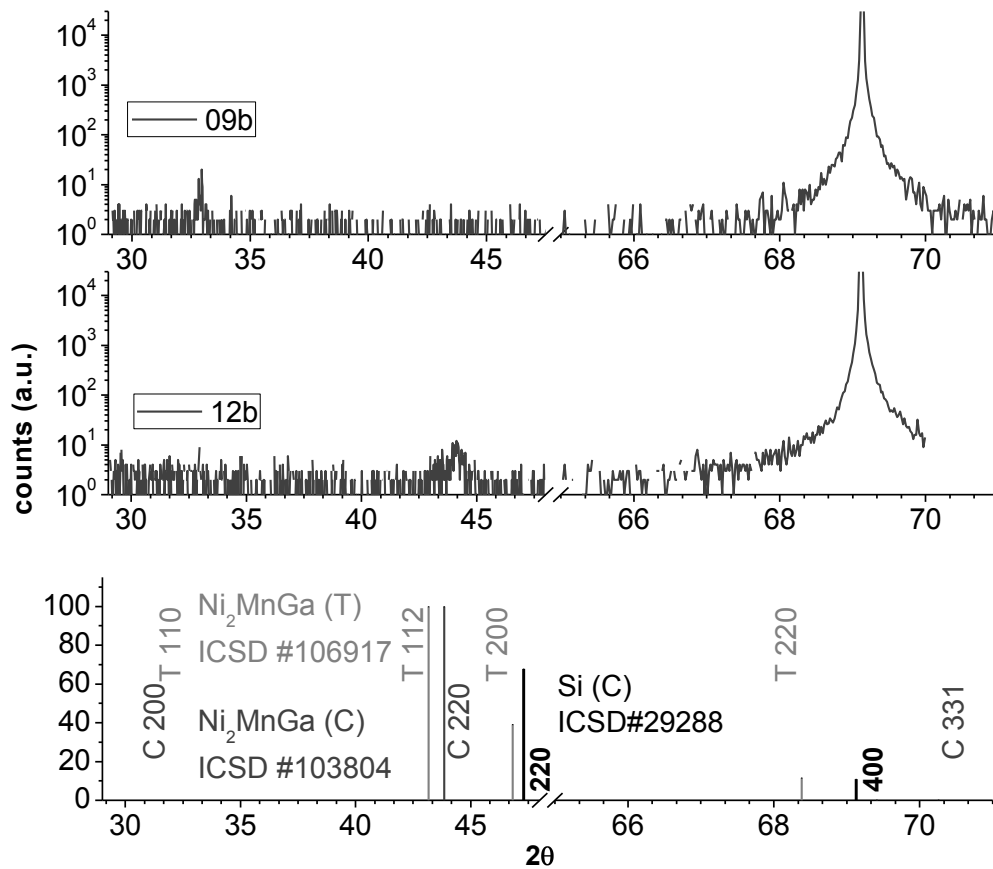 counts (a.u.)
10⁴
10³
10²
10¹
10⁰
09b
30 35 40 45 66 68 70
10⁴
10³
10²
10¹
10⁰
12b
30 35 40 45 66 68 70
100
80
60
40
20
0
C 200
T 110
Ni₂MnGa (T)
ICSD #106917
Ni₂MnGa (C)
ICSD #103804
T 112
C 220
T 200
220
Si (C)
ICSD#29288
T 220
400
C 331
30 35 40 45 66 68 70
2θ